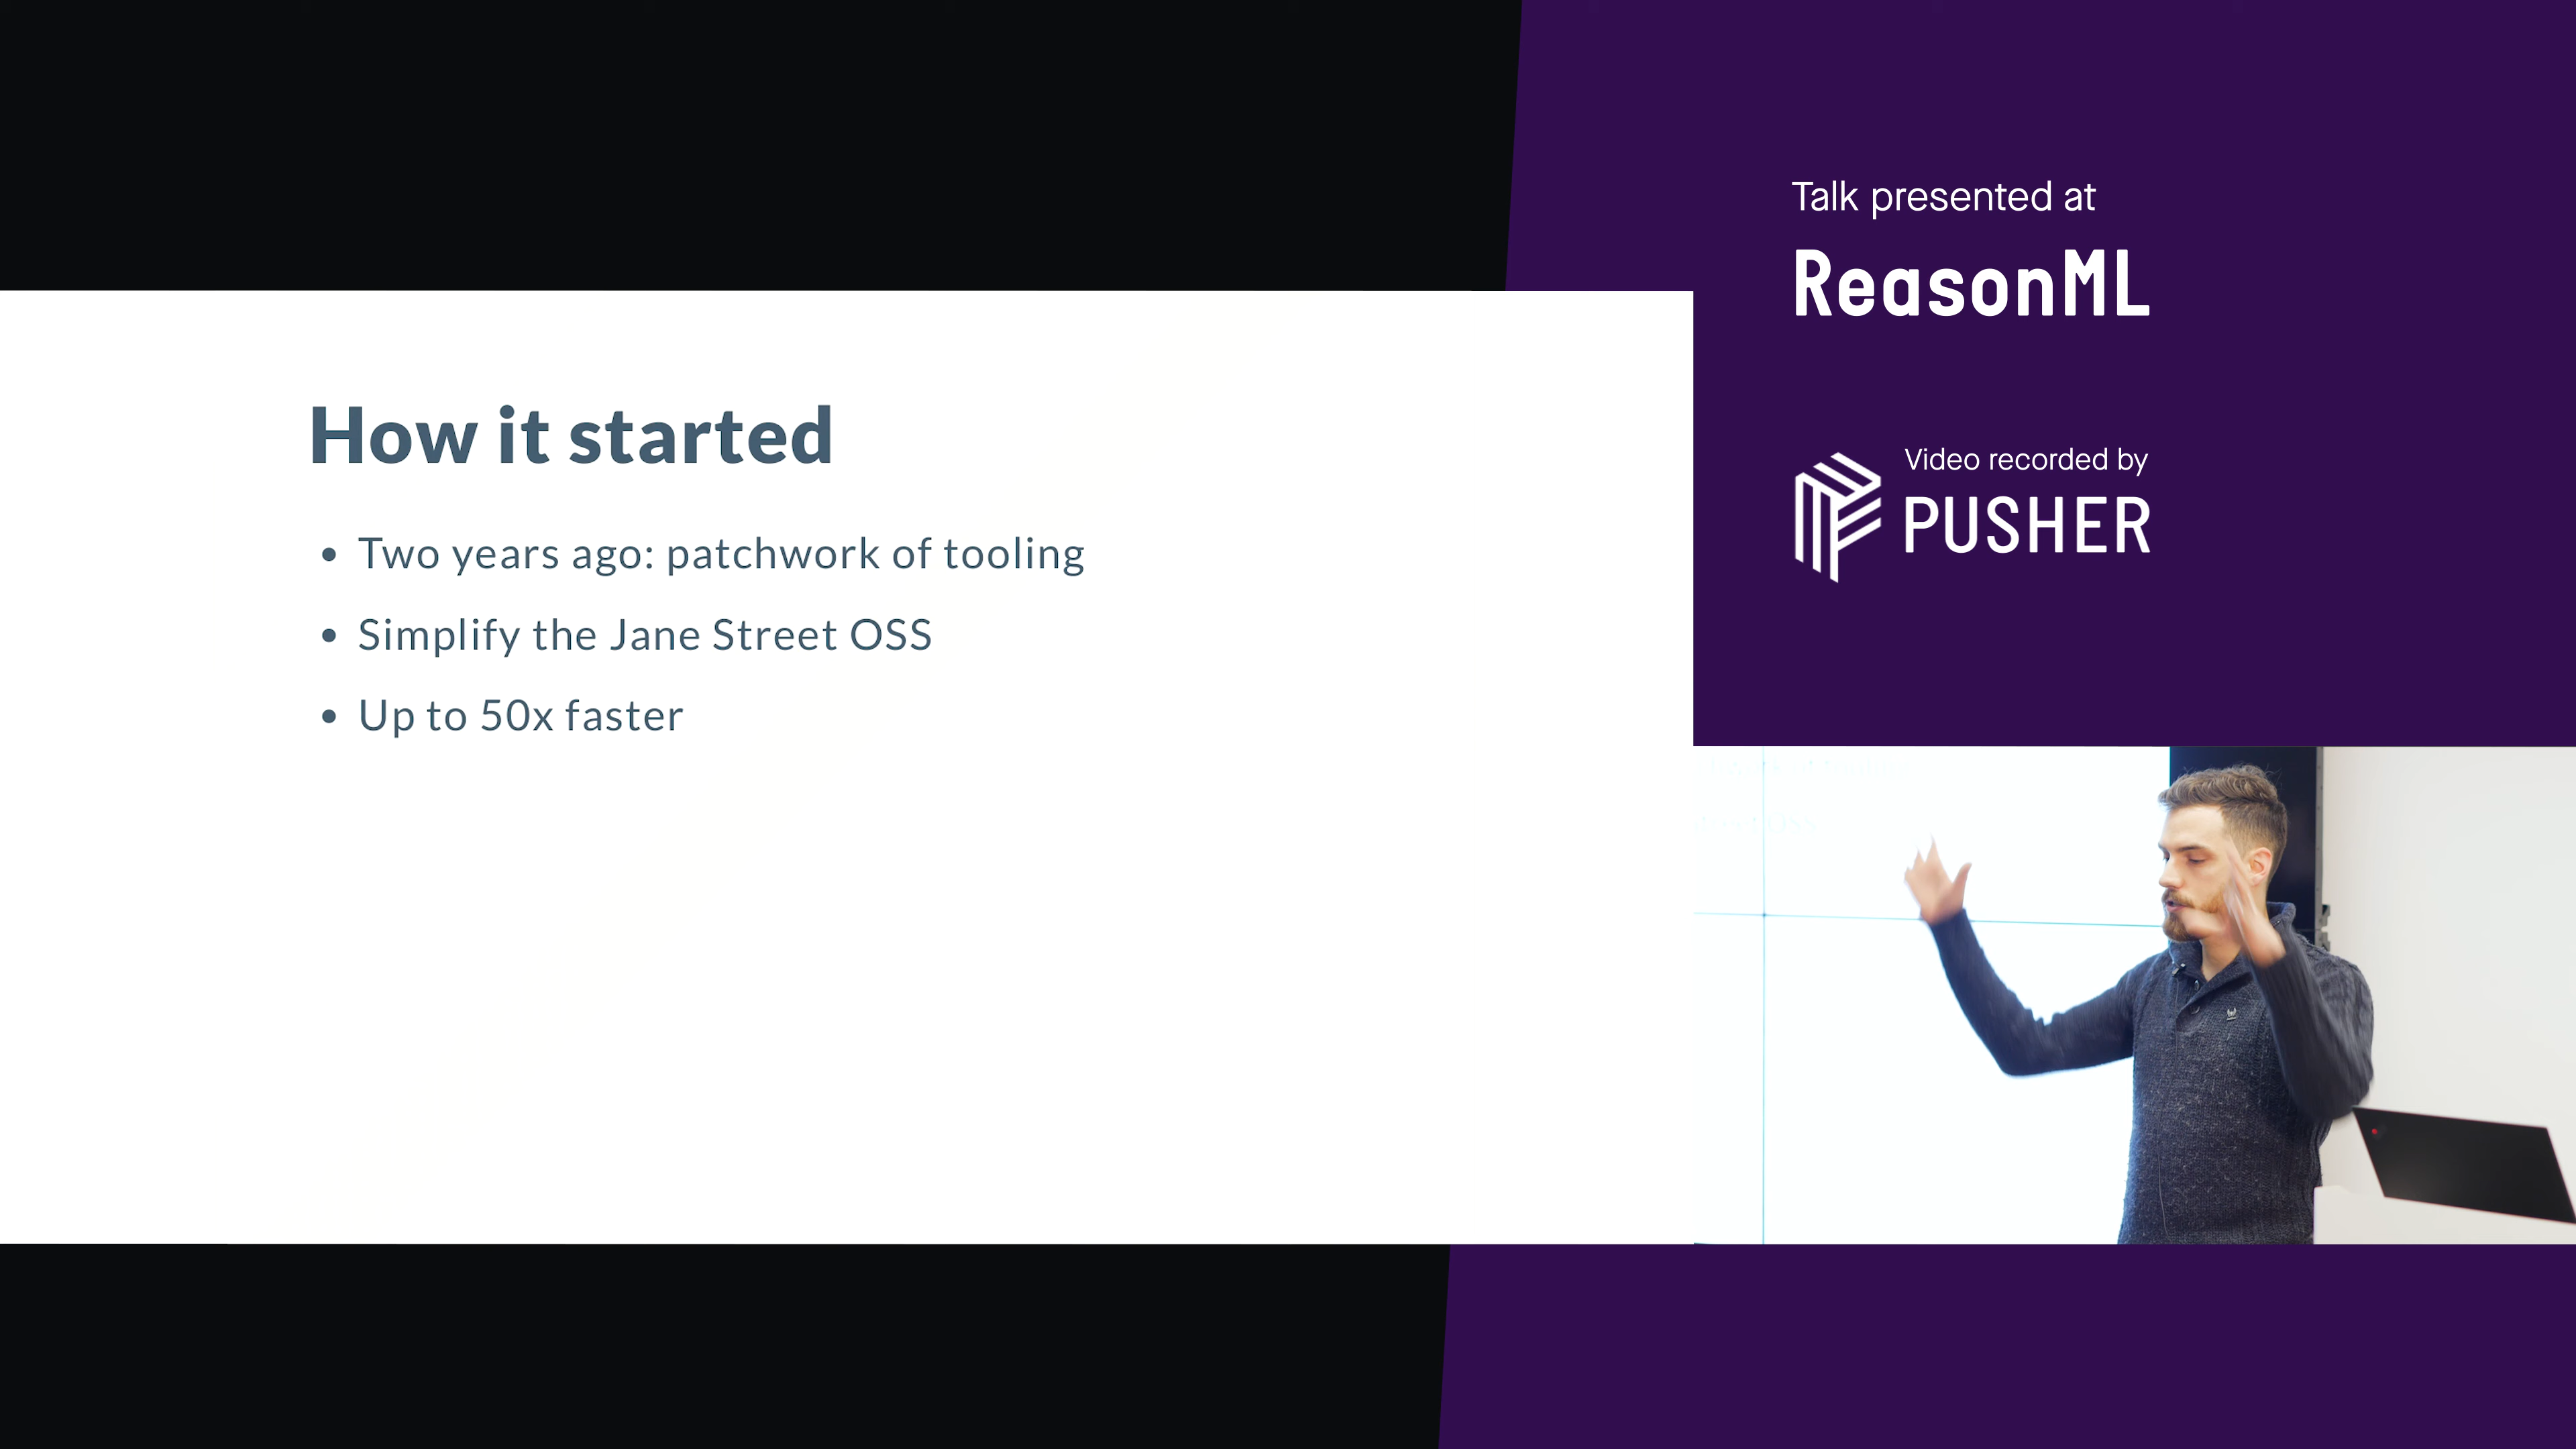 How it started
Two years ago: patchwork of tooling
Simplify the Jane Street OSS
Up to 50x faster
Talk presented at
ReasonML
Video recorded by
PUSHER